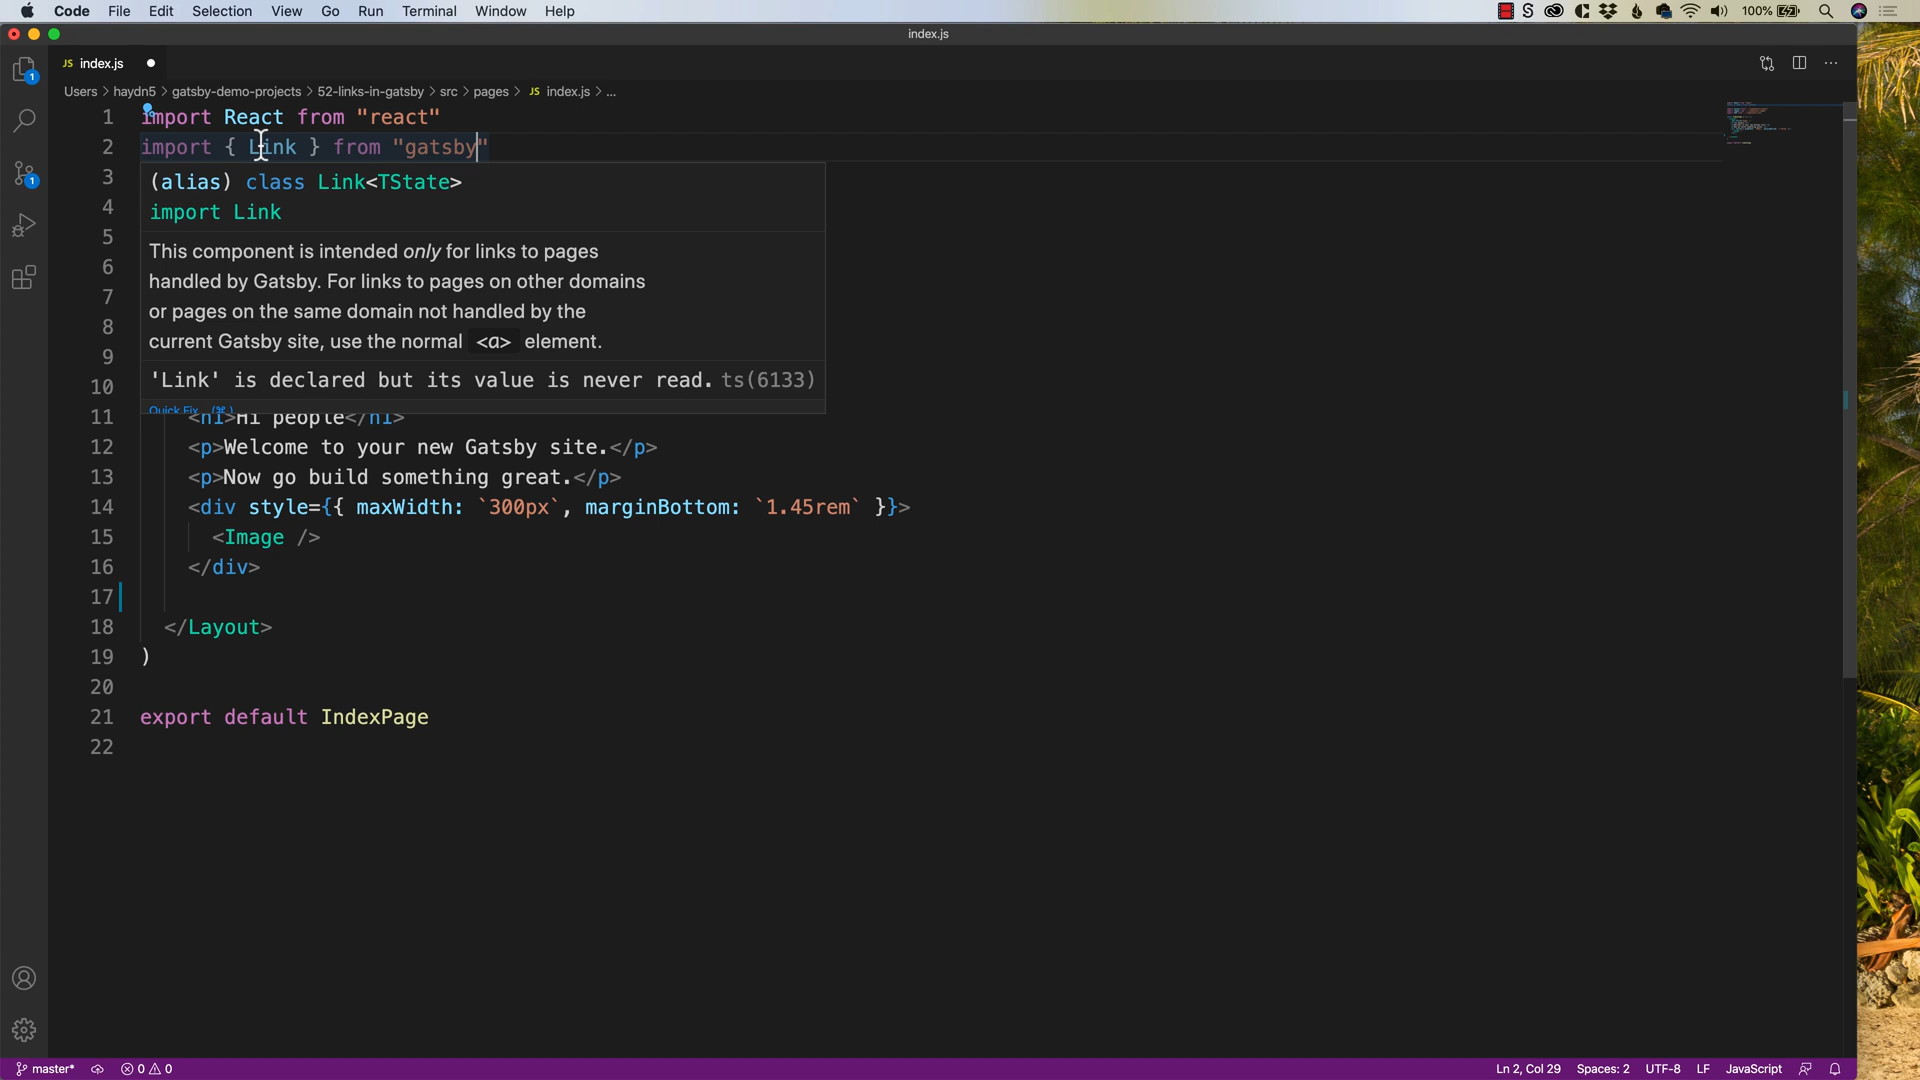 Code File Edit Selection View Go Run Terminal Window Help 100%
index.js
JS index.js
Users > haydn5 > gatsby-demo-projects > 52-links-in-gatsby > src > pages > JS index.js > ...
1 import React from "react"
2 import { Link } from "gatsby"
3 (alias) class Link<TState>
4 import Link
5 This component is intended only for links to pages
6 handled by Gatsby. For links to pages on other domains
7 or pages on the same domain not handled by the
8 current Gatsby site, use the normal <a> element.
9 'Link' is declared but its value is never read. ts(6133)
10 Quick Fix... (⌘.)
11 <h1>Hi people</h1>
12 <p>Welcome to your new Gatsby site.</p>
13 <p>Now go build something great.</p>
14 <div style={{ maxWidth: `300px`, marginBottom: `1.45rem` }}>
15 <Image />
16 </div>
17
18 </Layout>
19 )
20
21 export default IndexPage
22
master* 0 0 Ln 2, Col 29 Spaces: 2 UTF-8 LF JavaScript